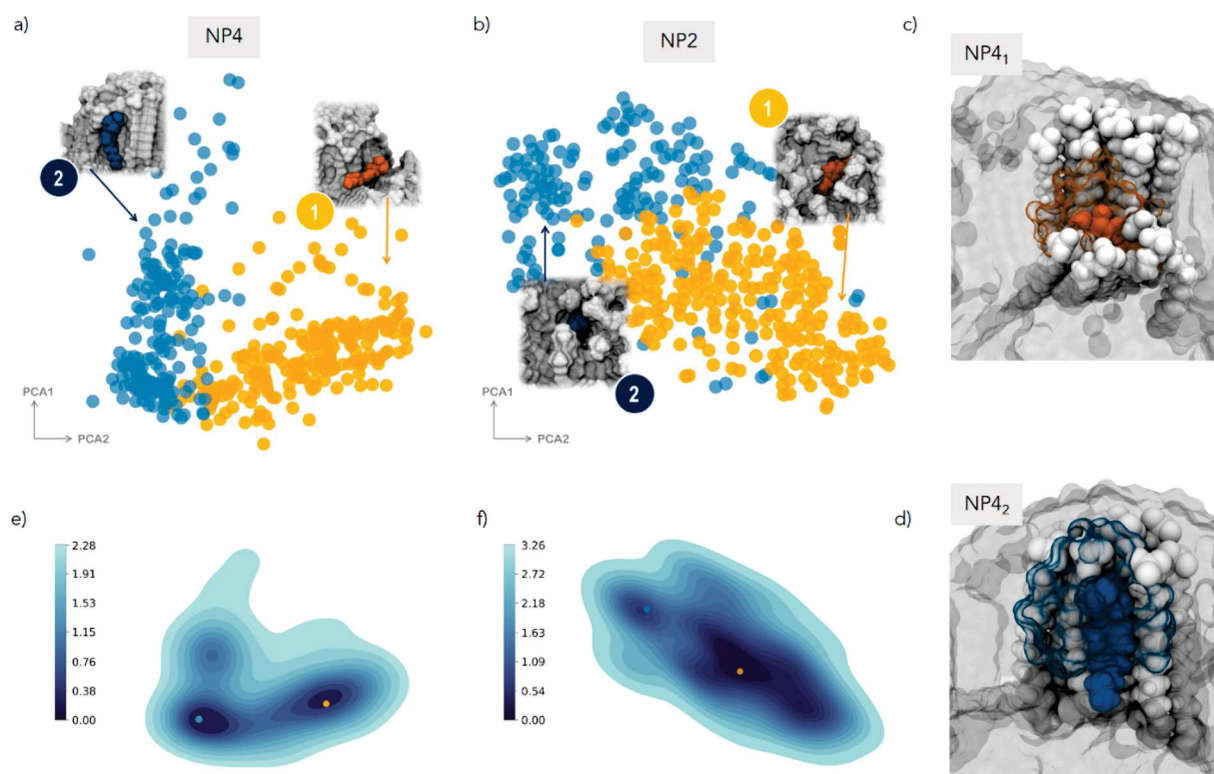 a)
NP4
2
1
PCA1
PCA2
b)
NP2
1
2
PCA1
PCA2
c)
NP4₁
e)
2.28
1.91
1.53
1.15
0.76
0.38
0.00
f)
3.26
2.72
2.18
1.63
1.09
0.54
0.00
d)
NP4₂